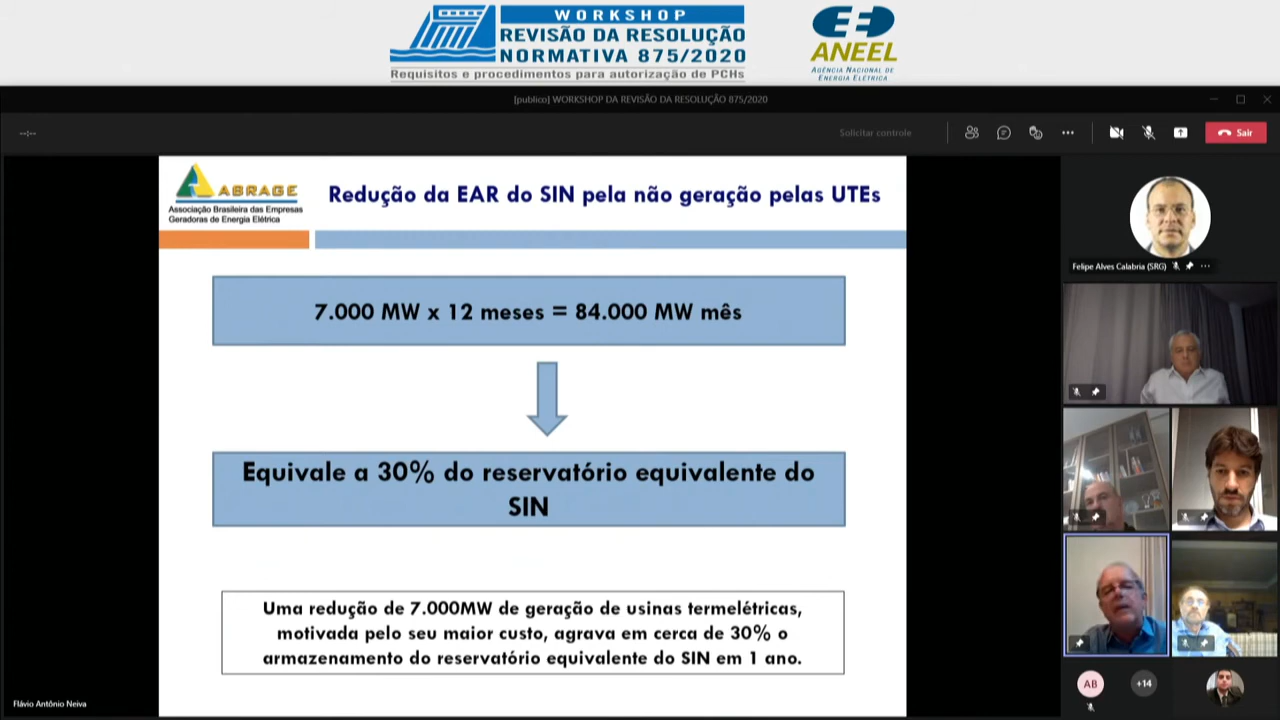 WORKSHOP
REVISÃO DA RESOLUÇÃO
NORMATIVA 875/2020
Requisitos e procedimentos para autorização de PCHs
ANEEL
AGÊNCIA NACIONAL DE
ENERGIA ELÉTRICA
[publico] WORKSHOP DA REVISÃO DA RESOLUÇÃO 875/2020
--:--
Solicitar controle
Sair
ABRAGE
Associação Brasileira das Empresas
Geradoras de Energia Elétrica
Redução da EAR do SIN pela não geração pelas UTEs
7.000 MW x 12 meses = 84.000 MW mês
Equivale a 30% do reservatório equivalente do
SIN
Uma redução de 7.000MW de geração de usinas termelétricas,
motivada pelo seu maior custo, agrava em cerca de 30% o
armazenamento do reservatório equivalente do SIN em 1 ano.
Felipe Alves Calabria (SRG)
AB
+14
Flávio Antônio Neiva